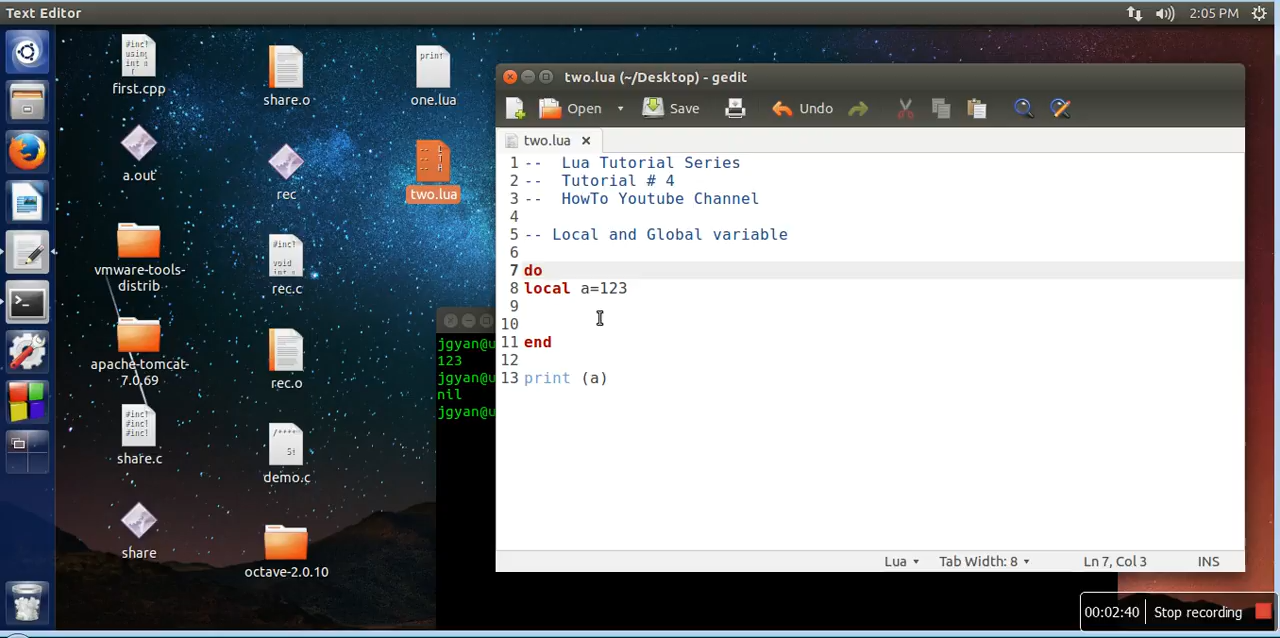 Text Editor
2:05 PM
first.cpp
share.o
one.lua
a.out
rec
two.lua
vmware-tools-
distrib
rec.c
apache-tomcat-
7.0.69
rec.o
share.c
demo.c
share
octave-2.0.10
two.lua (~/Desktop) - gedit
Open
Save
Undo
two.lua
1 --  Lua Tutorial Series
2 --  Tutorial # 4
3 --  HowTo Youtube Channel
4
5 -- Local and Global variable
6
7 do
8 local a=123
9
10
11 end
12
13 print (a)
jgyan@u
123
jgyan@u
nil
jgyan@u
Lua
Tab Width: 8
Ln 7, Col 3
INS
00:02:40
Stop recording